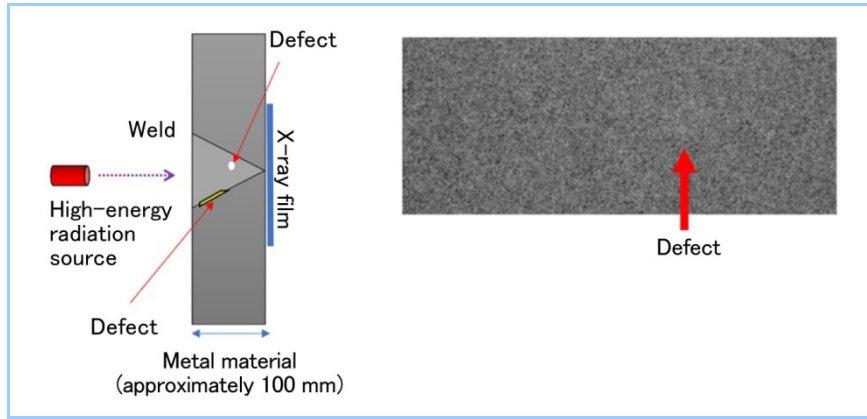 Defect
Weld
X-ray film
High-energy
radiation
source
Defect
Metal material
(approximately 100 mm)
Defect